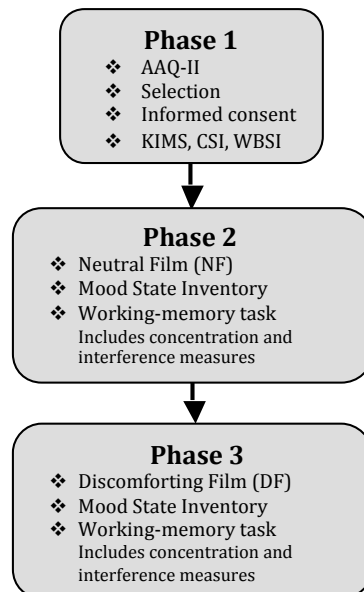 Phase 1
❖ AAQ-II
❖ Selection
❖ Informed consent
❖ KIMS, CSI, WBSI
Phase 2
❖ Neutral Film (NF)
❖ Mood State Inventory
❖ Working-memory task
Includes concentration and
interference measures
Phase 3
❖ Discomforting Film (DF)
❖ Mood State Inventory
❖ Working-memory task
Includes concentration and
interference measures